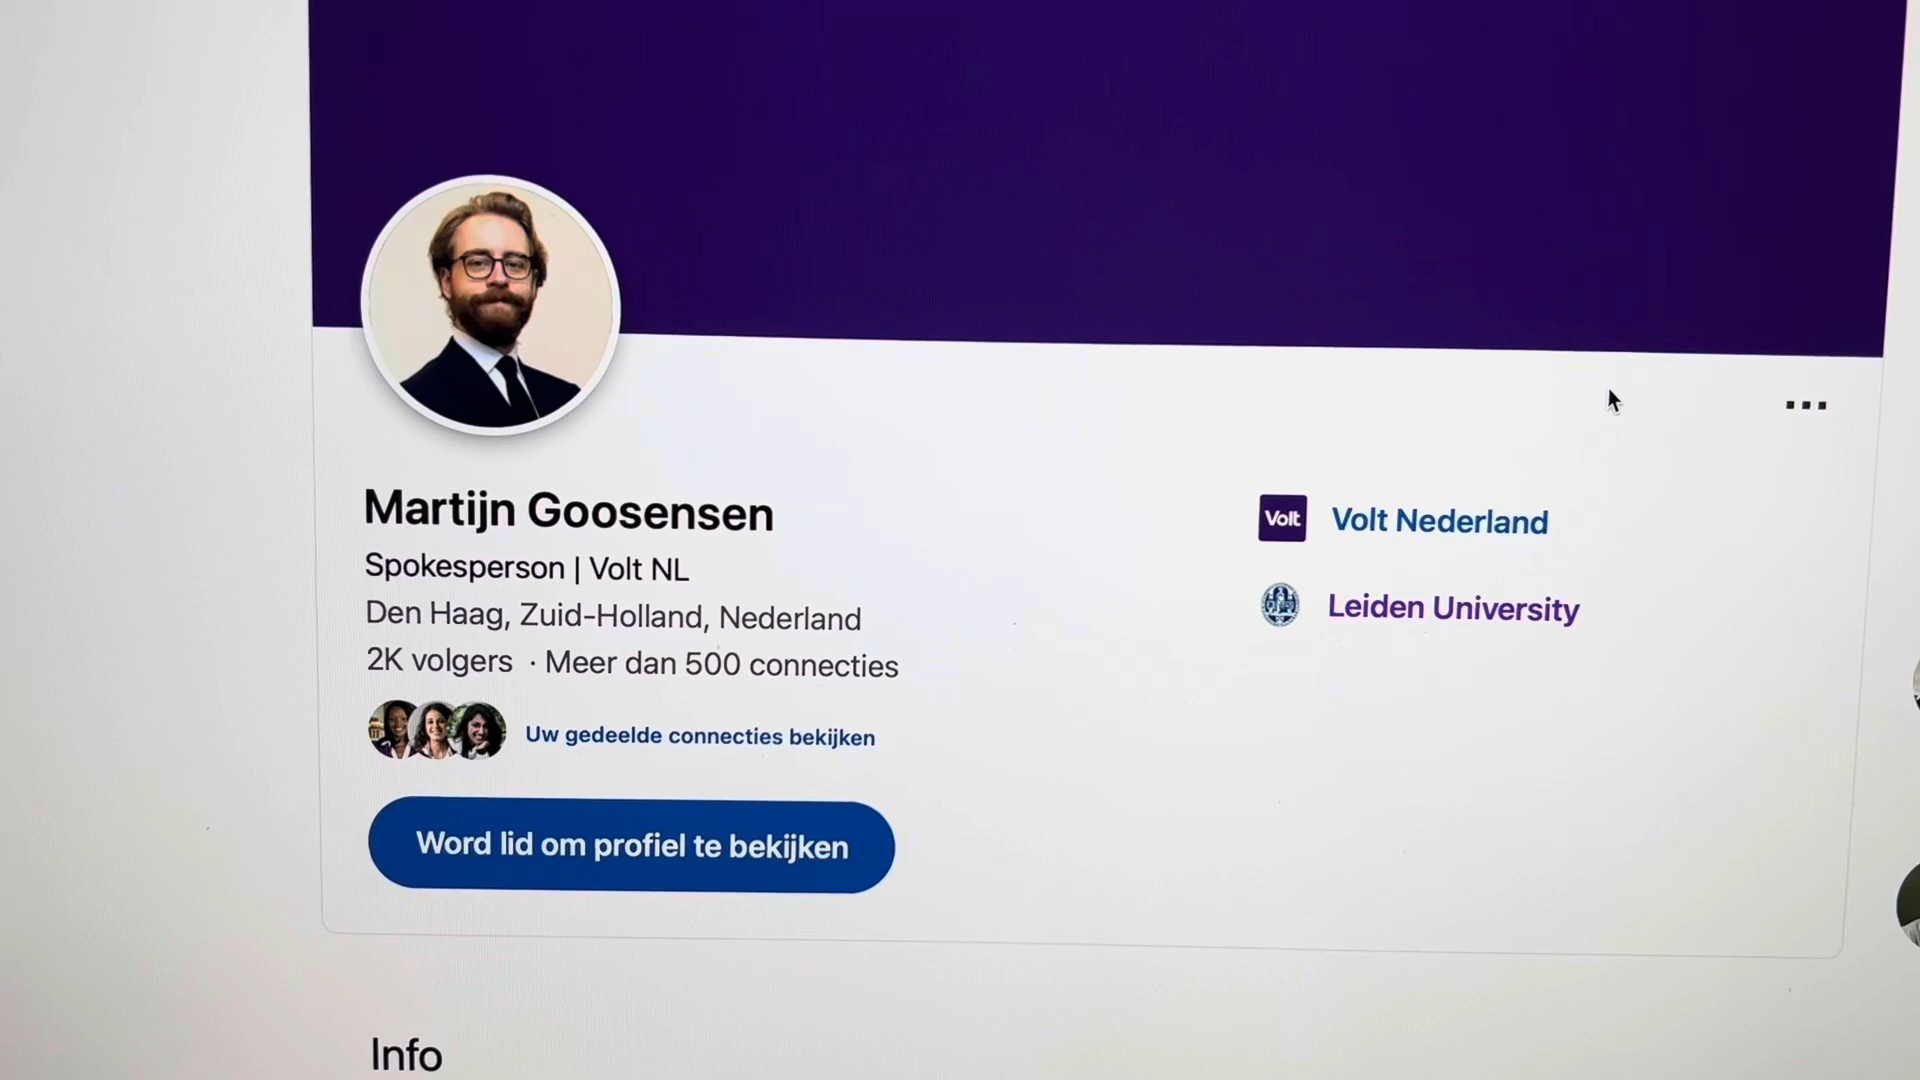 Martijn Goosensen
Spokesperson | Volt NL
Den Haag, Zuid-Holland, Nederland
2K volgers · Meer dan 500 connecties
Uw gedeelde connecties bekijken
Word lid om profiel te bekijken
Volt
Volt Nederland
Leiden University
Info